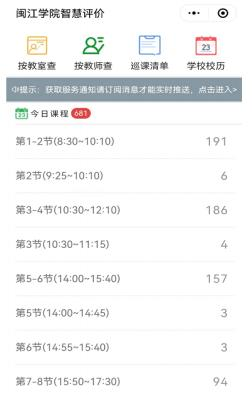 闽江学院智慧评价
按教室查 按教师查 巡课清单 学校校历
提示：获取服务通知请订阅消息才能实时推送，点击进入>
今日课程 681
第1-2节(8:30~10:10) 191
第2节(9:25~10:10) 6
第3-4节(10:30~12:10) 186
第3节(10:30~11:15) 4
第5-6节(14:00~15:40) 157
第5节(14:00~14:45) 3
第6节(14:55~15:40) 3
第7-8节(15:50~17:30) 94